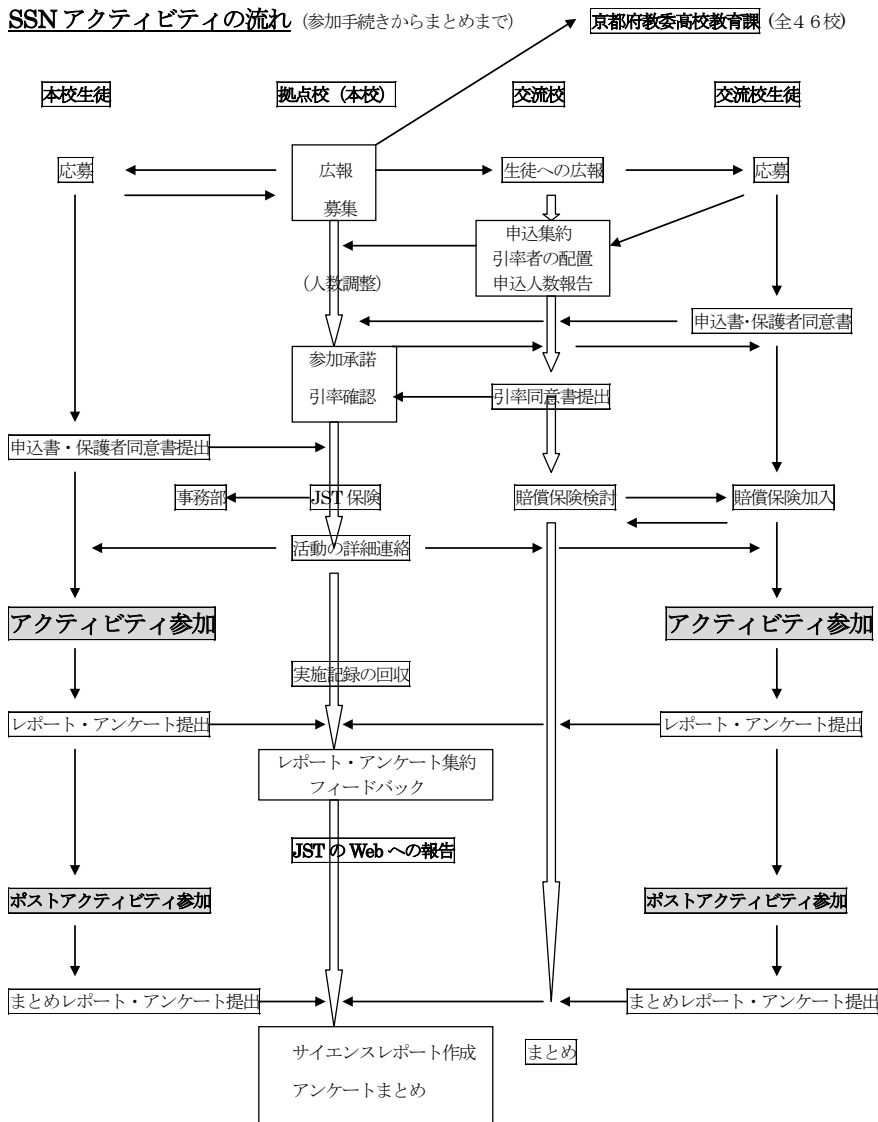 SSN アクティビティの流れ (参加手続きからまとめまで) 京都府教委高校教育課 (全４６校)
本校生徒 拠点校（本校） 交流校 交流校生徒
応募 広報 生徒への広報 応募
募集
申込集約
引率者の配置
(人数調整) 申込人数報告
申込書･保護者同意書
参加承諾
引率確認 引率同意書提出
申込書・保護者同意書提出
事務部 JST 保険 賠償保険検討 賠償保険加入
活動の詳細連絡
アクティビティ参加 アクティビティ参加
実施記録の回収
レポート・アンケート提出 レポート・アンケート提出
レポート・アンケート集約
フィードバック
JST の Web への報告
ポストアクティビティ参加 ポストアクティビティ参加
まとめレポート・アンケート提出 まとめレポート・アンケート提出
サイエンスレポート作成 まとめ
アンケートまとめ